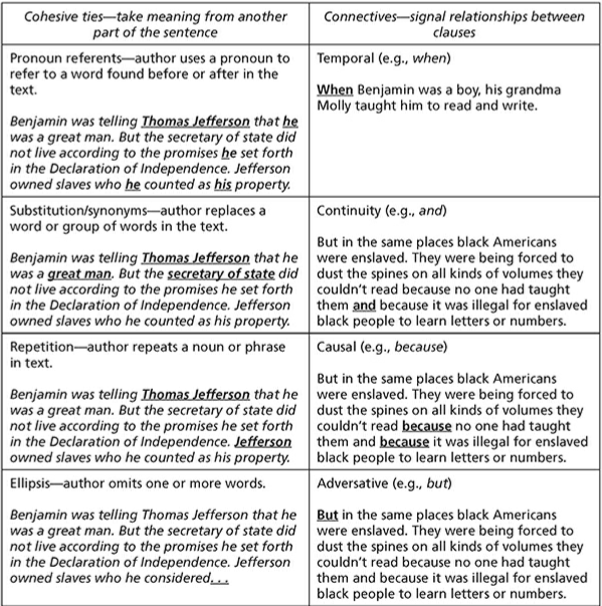 Cohesive ties—take meaning from another
part of the sentence
Connectives—signal relationships between
clauses
Pronoun referents—author uses a pronoun to
refer to a word found before or after in the
text.
Benjamin was telling Thomas Jefferson that he
was a great man. But the secretary of state did
not live according to the promises he set forth
in the Declaration of Independence. Jefferson
owned slaves who he counted as his property.
Temporal (e.g., when)
When Benjamin was a boy, his grandma
Molly taught him to read and write.
Substitution/synonyms—author replaces a
word or group of words in the text.
Benjamin was telling Thomas Jefferson that he
was a great man. But the secretary of state did
not live according to the promises he set forth
in the Declaration of Independence. Jefferson
owned slaves who he counted as his property.
Continuity (e.g., and)
But in the same places black Americans
were enslaved. They were being forced to
dust the spines on all kinds of volumes they
couldn't read because no one had taught
them and because it was illegal for enslaved
black people to learn letters or numbers.
Repetition—author repeats a noun or phrase
in text.
Benjamin was telling Thomas Jefferson that he
was a great man. But the secretary of state did
not live according to the promises he set forth
in the Declaration of Independence. Jefferson
owned slaves who he counted as his property.
Causal (e.g., because)
But in the same places black Americans
were enslaved. They were being forced to
dust the spines on all kinds of volumes they
couldn't read because no one had taught
them and because it was illegal for enslaved
black people to learn letters or numbers.
Ellipsis—author omits one or more words.
Benjamin was telling Thomas Jefferson that he
was a great man. But the secretary of state did
not live according to the promises he set forth
in the Declaration of Independence. Jefferson
owned slaves who he considered. . .
Adversative (e.g., but)
But in the same places black Americans
were enslaved. They were being forced to
dust the spines on all kinds of volumes they
couldn't read because no one had taught
them and because it was illegal for enslaved
black people to learn letters or numbers.